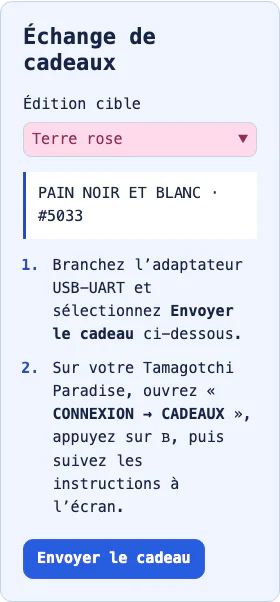 Échange de
cadeaux
Édition cible
Terre rose ▼
PAIN NOIR ET BLANC ·
#5033
1. Branchez l’adaptateur
USB-UART et
sélectionnez Envoyer
le cadeau ci-dessous.
2. Sur votre Tamagotchi
Paradise, ouvrez «
CONNEXION → CADEAUX »,
appuyez sur B, puis
suivez les
instructions à
l’écran.
Envoyer le cadeau